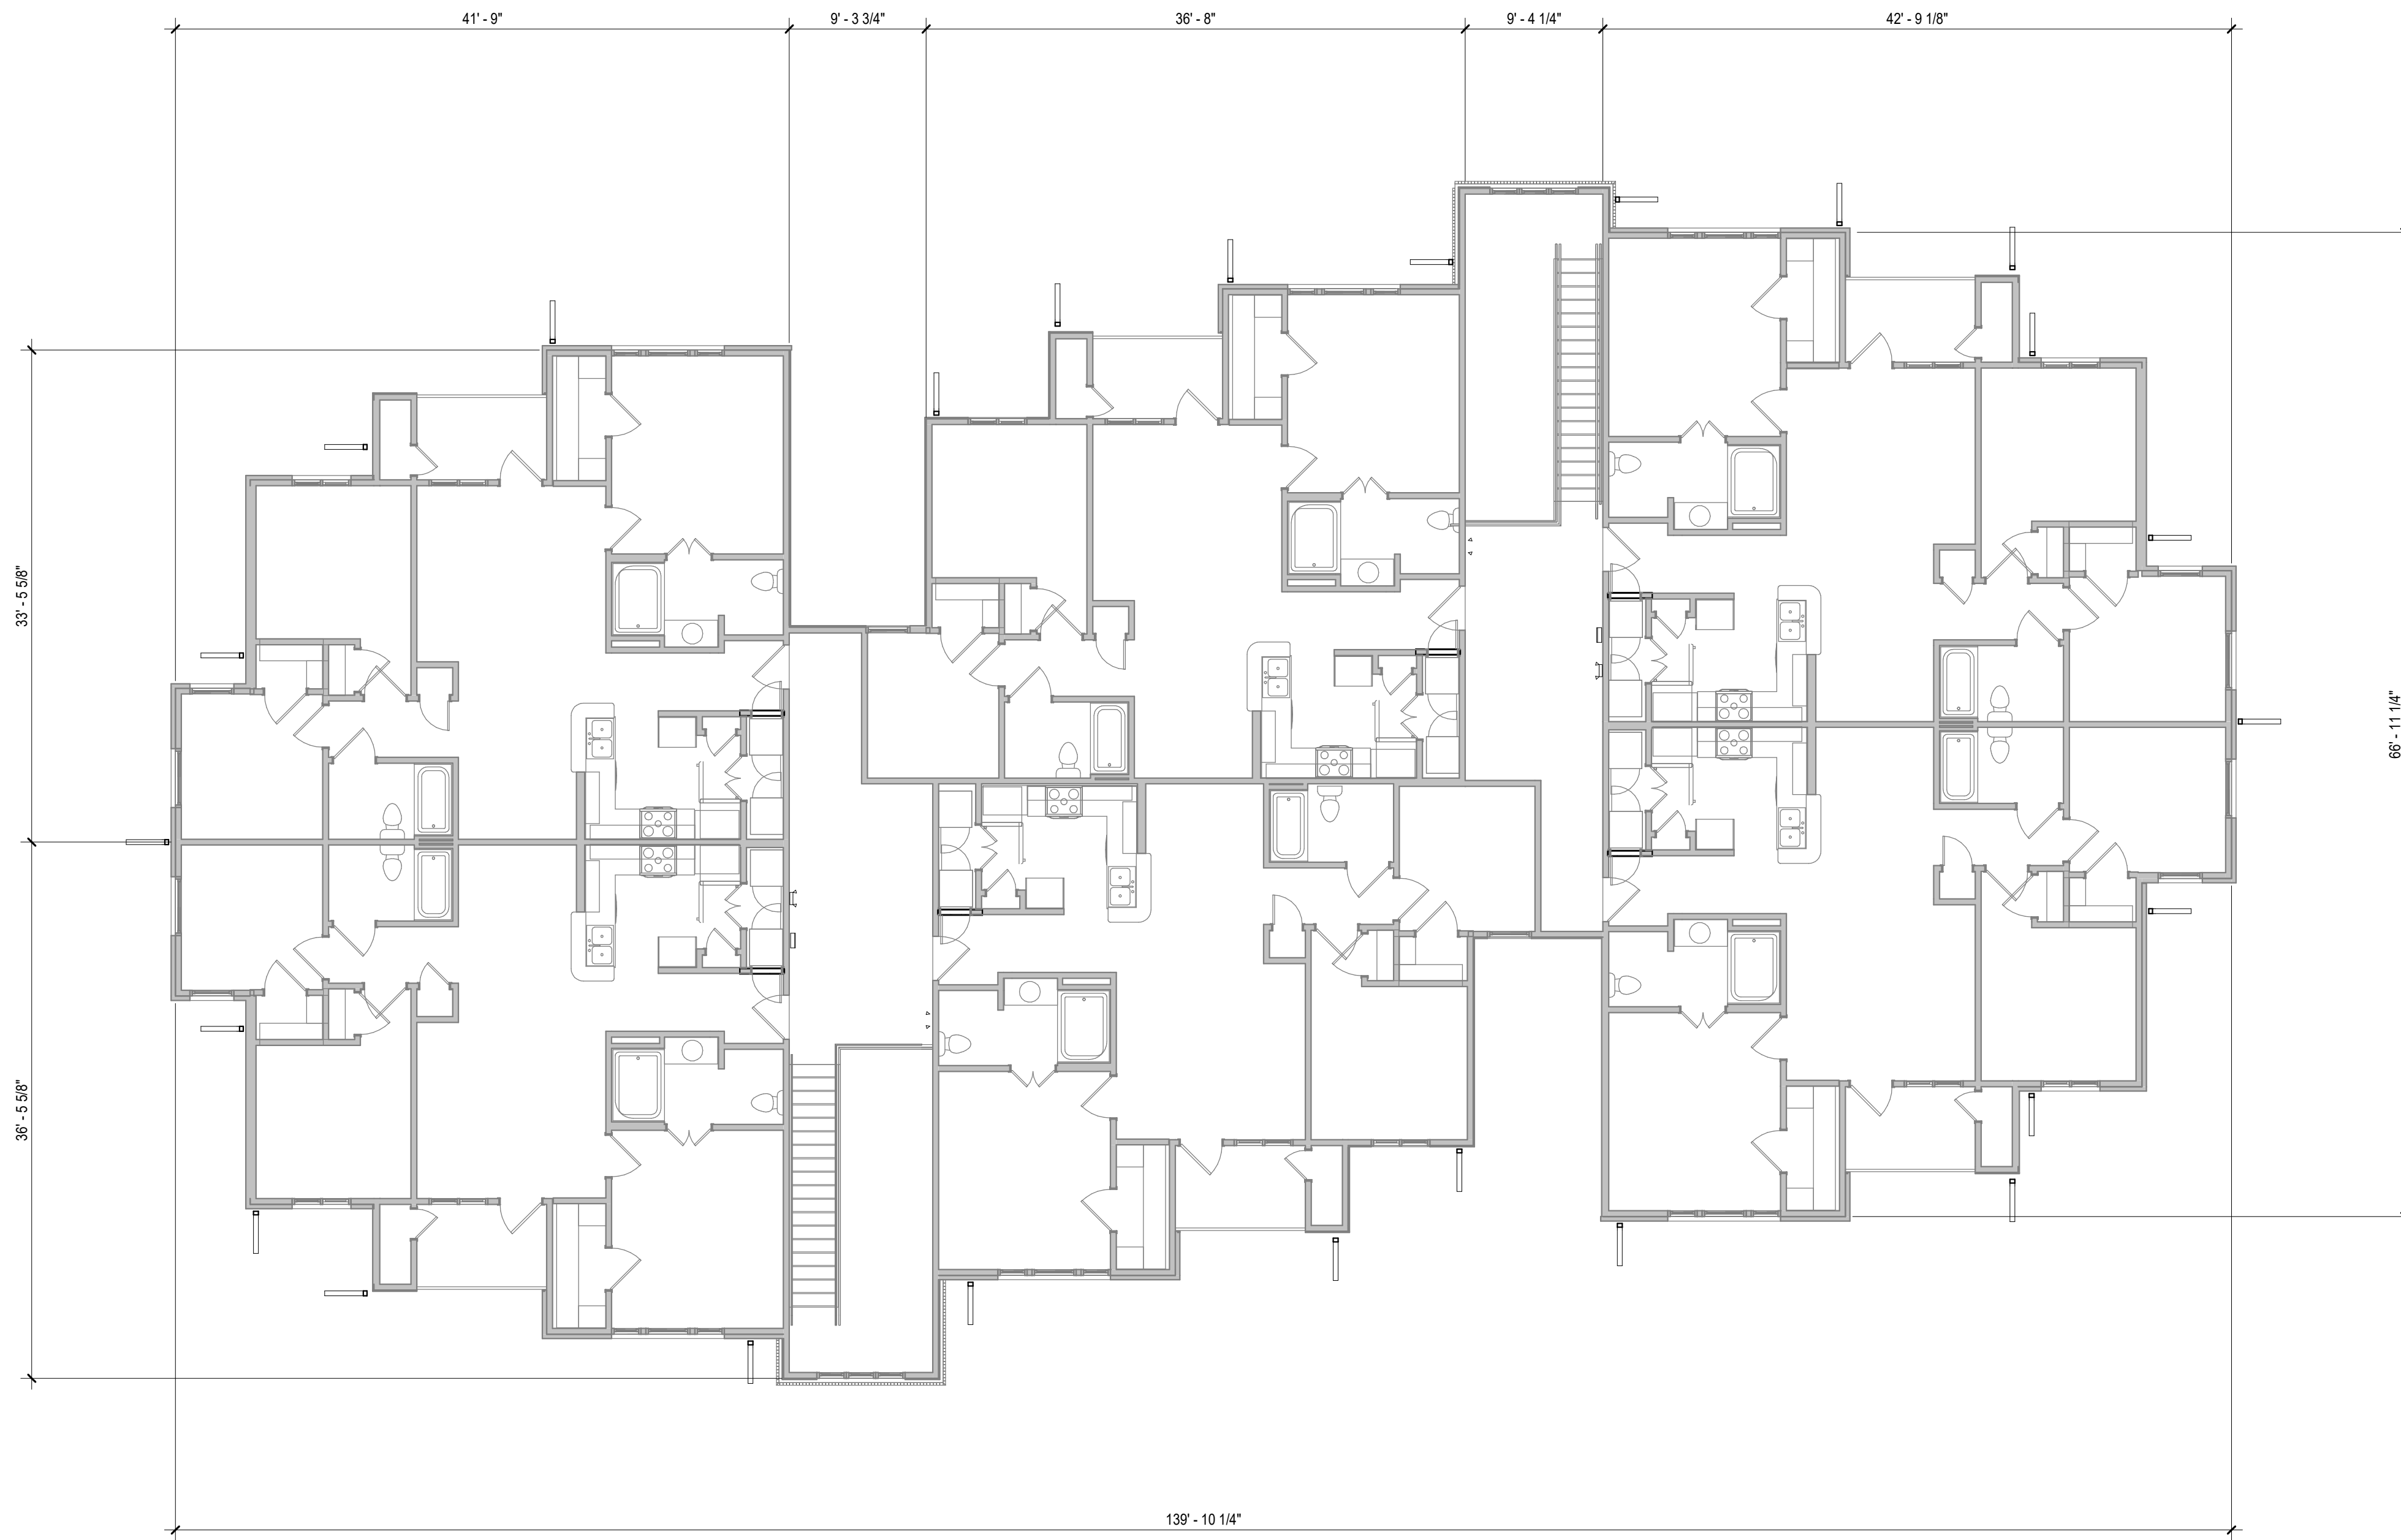 41' - 9"
9' - 3 3/4"
36' - 8"
9' - 4 1/4"
42' - 9 1/8"
33' - 5 5/8"
66' - 11 1/4"
36' - 5 5/8"
139' - 10 1/4"